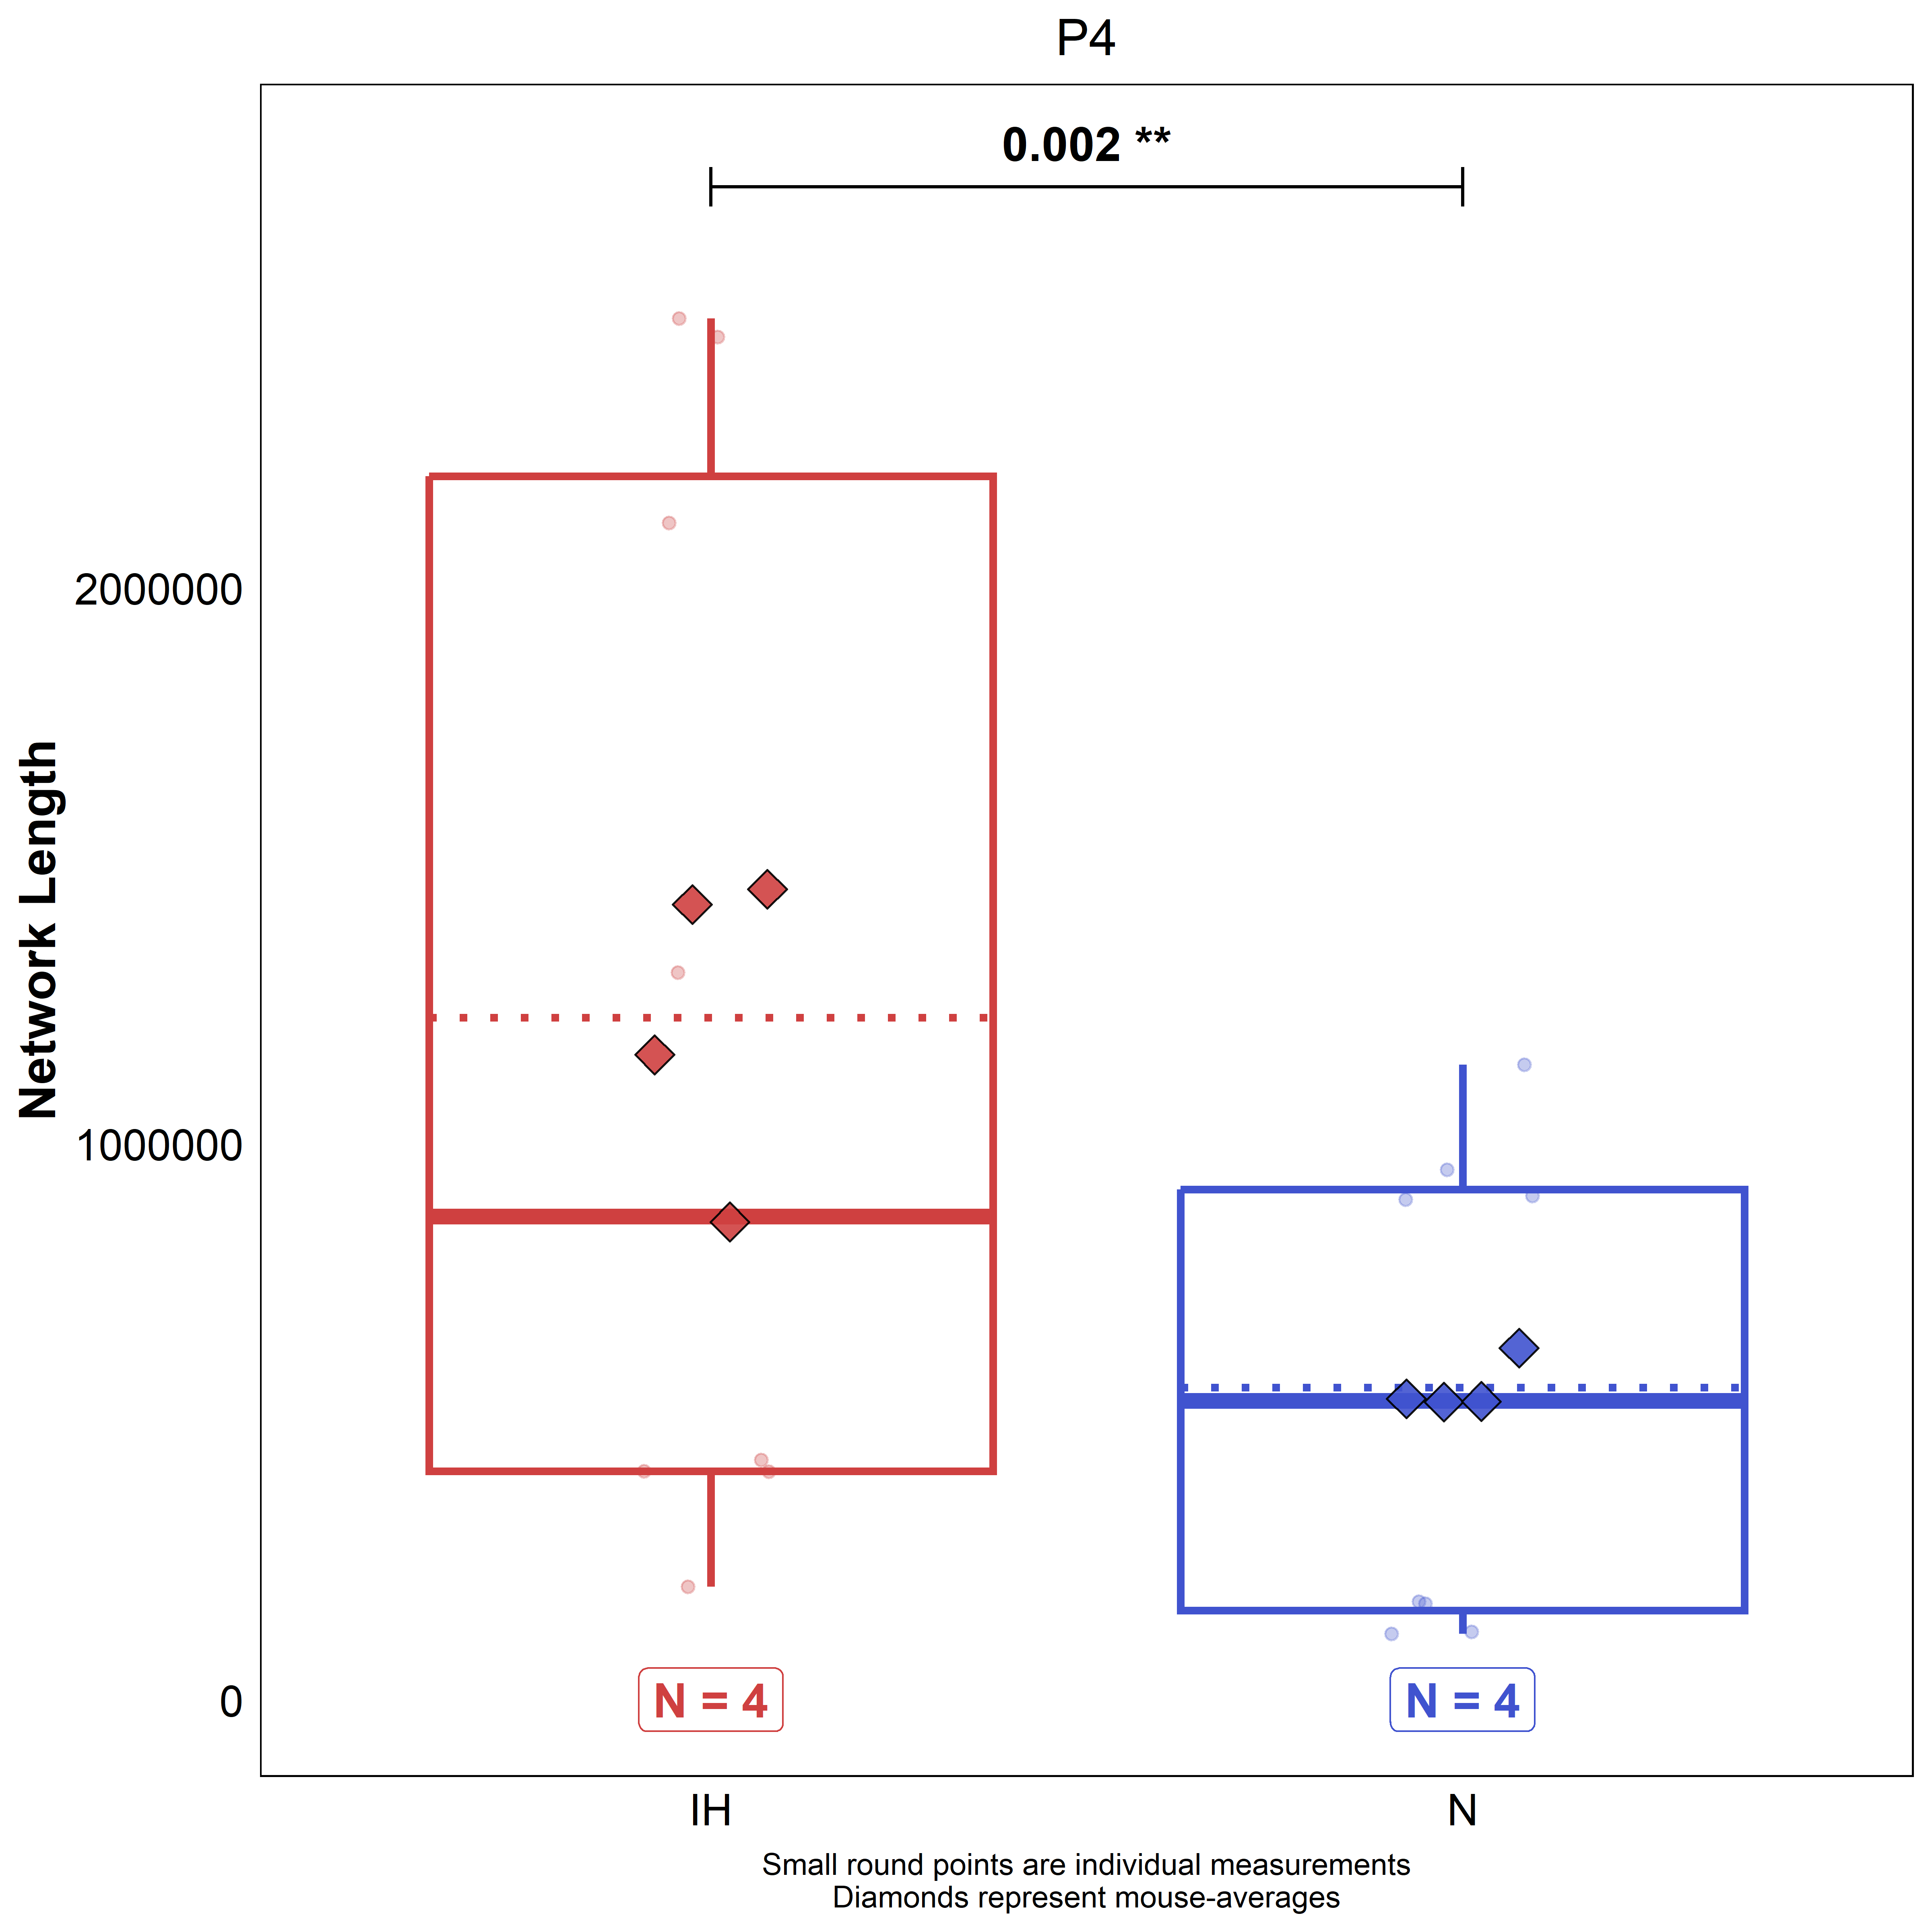 P4
0.002 **
Network Length
2000000
1000000
0
N = 4
N = 4
IH
N
Small round points are individual measurements
Diamonds represent mouse-averages